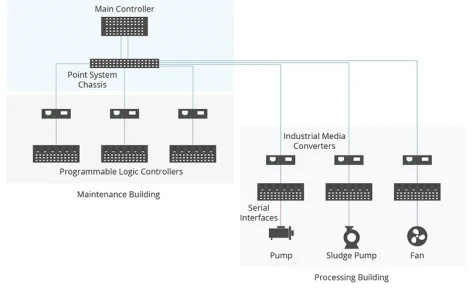 Main Controller
Point System
Chassis
Programmable Logic Controllers
Maintenance Building
Industrial Media
Converters
Serial
Interfaces
Pump
Sludge Pump
Fan
Processing Building